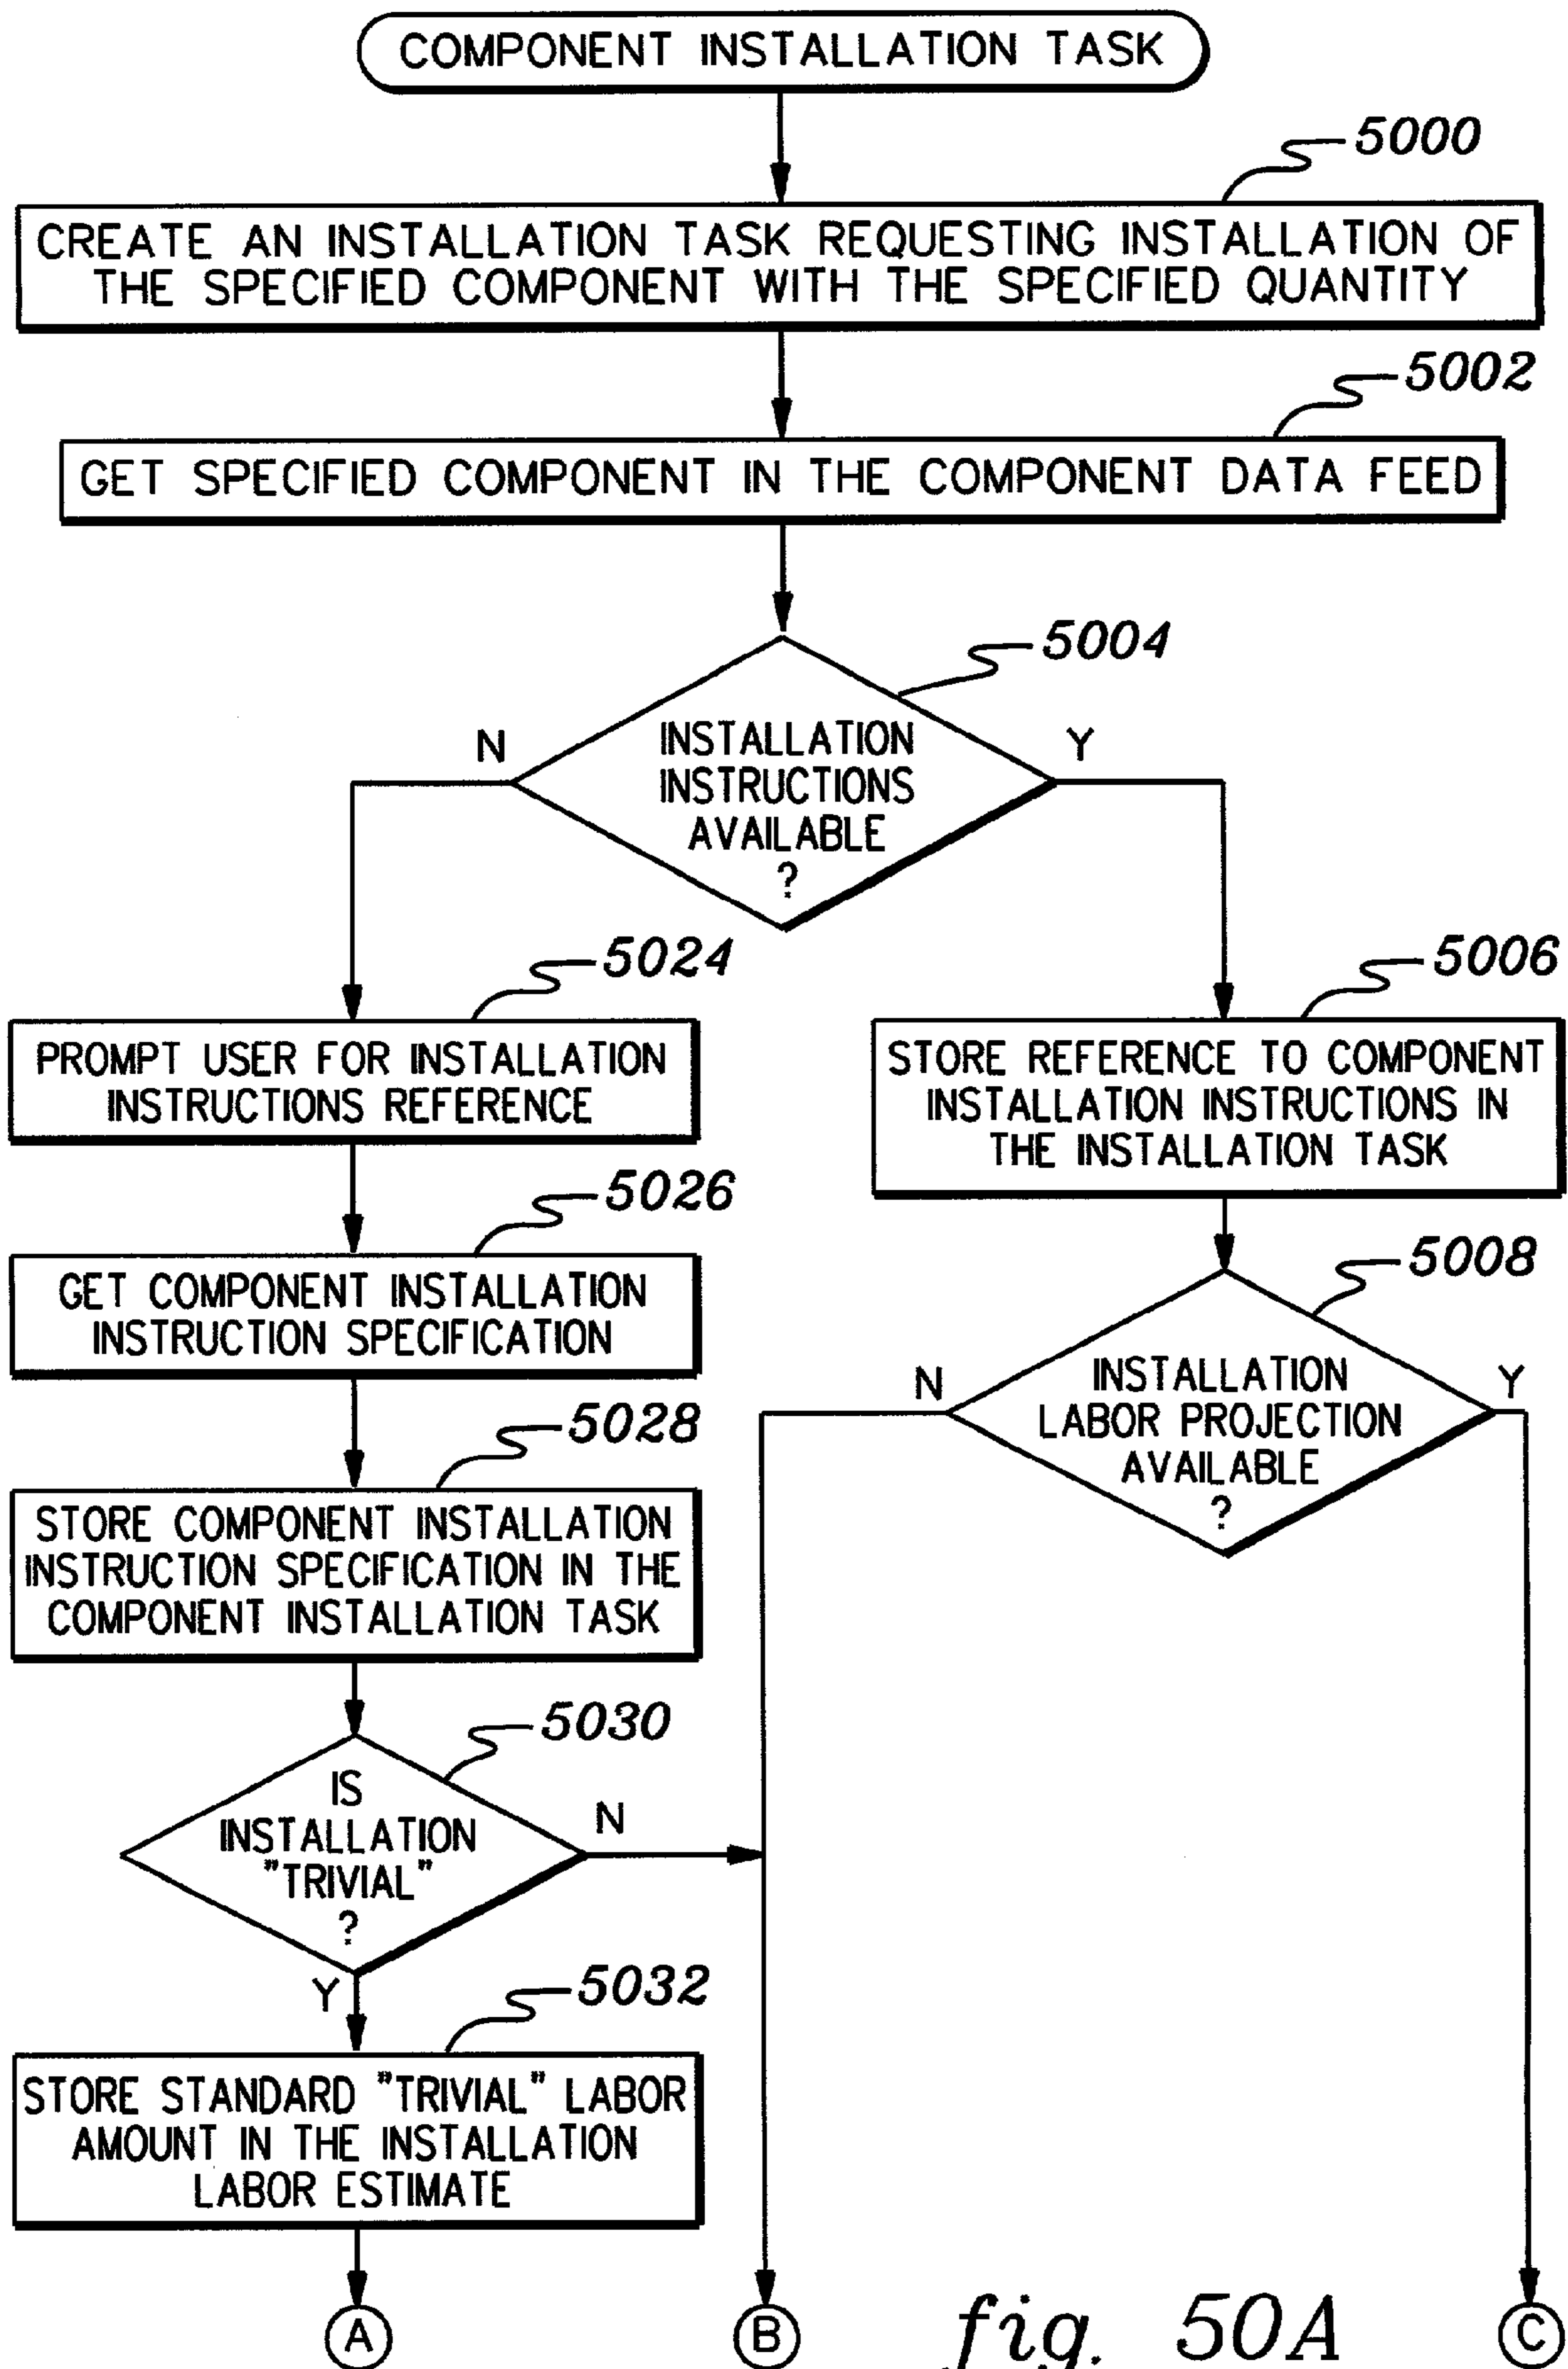 COMPONENT INSTALLATION TASK
5000
CREATE AN INSTALLATION TASK REQUESTING INSTALLATION OF
THE SPECIFIED COMPONENT WITH THE SPECIFIED QUANTITY
5002
GET SPECIFIED COMPONENT IN THE COMPONENT DATA FEED
5004
INSTALLATION
INSTRUCTIONS
AVAILABLE
?
N
Y
5024
PROMPT USER FOR INSTALLATION
INSTRUCTIONS REFERENCE
5006
STORE REFERENCE TO COMPONENT
INSTALLATION INSTRUCTIONS IN
THE INSTALLATION TASK
5026
GET COMPONENT INSTALLATION
INSTRUCTION SPECIFICATION
5008
INSTALLATION
LABOR PROJECTION
AVAILABLE
?
N
Y
5028
STORE COMPONENT INSTALLATION
INSTRUCTION SPECIFICATION IN THE
COMPONENT INSTALLATION TASK
5030
IS
INSTALLATION
"TRIVIAL"
?
N
Y
5032
STORE STANDARD "TRIVIAL" LABOR
AMOUNT IN THE INSTALLATION
LABOR ESTIMATE
A
B
C
fig. 50A